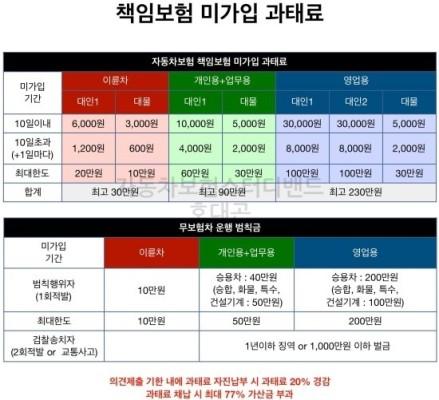 책임보험 미가입 과태료
자동차보험 책임보험 미가입 과태료
미가입 기간 이륜차 개인용+업무용 영업용
대인1 대물 대인1 대물 대인1 대인2 대물
10일이내 6,000원 3,000원 10,000원 5,000원 30,000원 30,000원 5,000원
10일초과 (+1일마다) 1,200원 600원 4,000원 2,000원 8,000원 8,000원 2,000원
최대한도 20만원 10만원 60만원 30만원 100만원 100만원 30만원
합계 최고 30만원 최고 90만원 최고 230만원
자동차보험스터디밴드
무보험차 운행 범칙금
미가입 기간 이륜차 개인용+업무용 영업용
범칙행위자 (1회적발) 10만원 승용차 : 40만원 (승합, 화물, 특수, 건설기계 : 50만원) 승용차 : 200만원 (승합, 화물, 특수, 건설기계 : 100만원)
최대한도 10만원 50만원 200만원
검찰송치자 (2회적발 or 교통사고) 1년이하 징역 or 1,000만원 이하 벌금
의견제출 기한 내에 과태료 자진납부 시 과태료 20% 경감
과태료 채납 시 최대 77% 가산금 부과